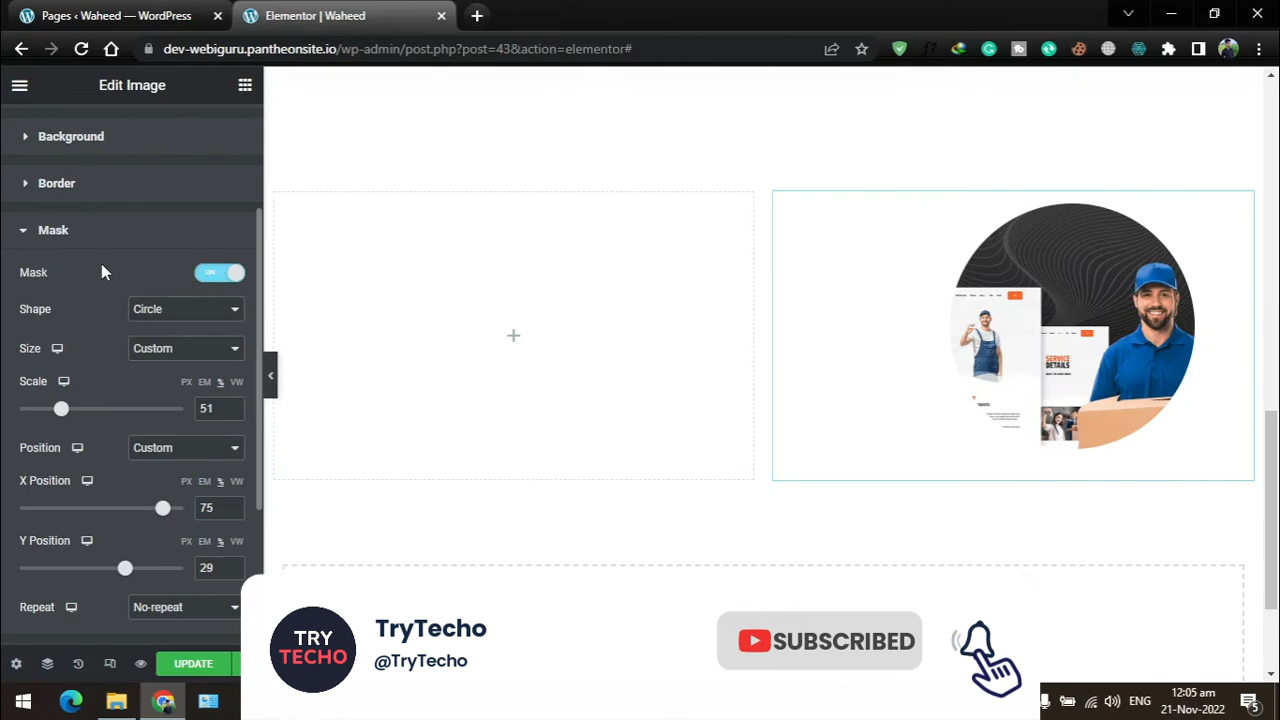 Pages ‹ Waheed — WordPress
Elementor | Waheed
dev-webiguru.pantheonsite.io/wp-admin/post.php?post=43&action=elementor#
Edit Image
Background
Border
Mask
Mask
ON
Shape
Circle
Size
Custom
Scale
PX EM % VW
51
Position
Custom
X Position
PX EM % VW
75
Y Position
PX EM % VW
29
Repeat
No-repeat
UPDATE
SERVICE
DETAILS
TRY
TECHO
TryTecho
@TryTecho
SUBSCRIBED
ENG
12:05 am
21-Nov-2022
5